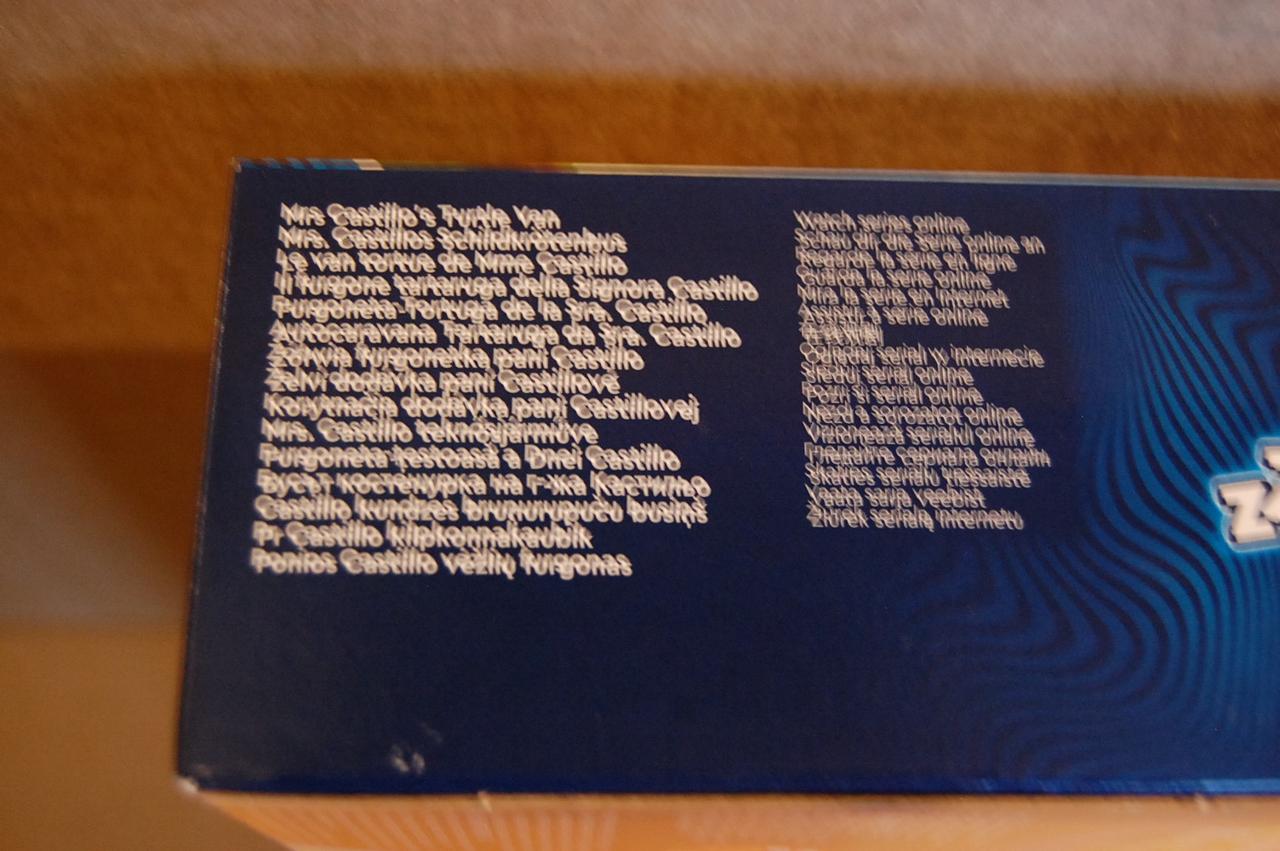 Mrs Castillo's Turtle Van
Mrs. Castillos Schildkrötenbus
Le van tortue de Mme Castillo
Il furgone tartaruga della Signora Castillo
Furgoneta-Tortuga de la Sra. Castillo
Autocaravana Tartaruga da Sra. Castillo
Żółwia furgonetka pani Castillo
Želví dodávka paní Castillové
Korytnačia dodávka pani Castillovej
Mrs. Castillo teknősjárműve
Furgoneta-țestoasă a Dnei Castillo
Бусът костенурка на г-жа Кастильо
Castillo kundzes bruņurupuču busiņš
Pr Castillo kilpkonnakaubik
Ponios Castillo vėžlių furgonas
Watch series online
Schau dir die Serie online an
Regarde la série en ligne
Guarda la serie online
Mira la serie en Internet
Assisti à série online
Oglądaj serial w internecie
Sleduj seriál online
Pozri si seriál online
Nézd a sorozatot online
Vizionează serialul online
Гледайте сериала онлайн
Skaties seriālu tiešsaistē
Vaata sarja veebist
Žiūrėk serialą internetu